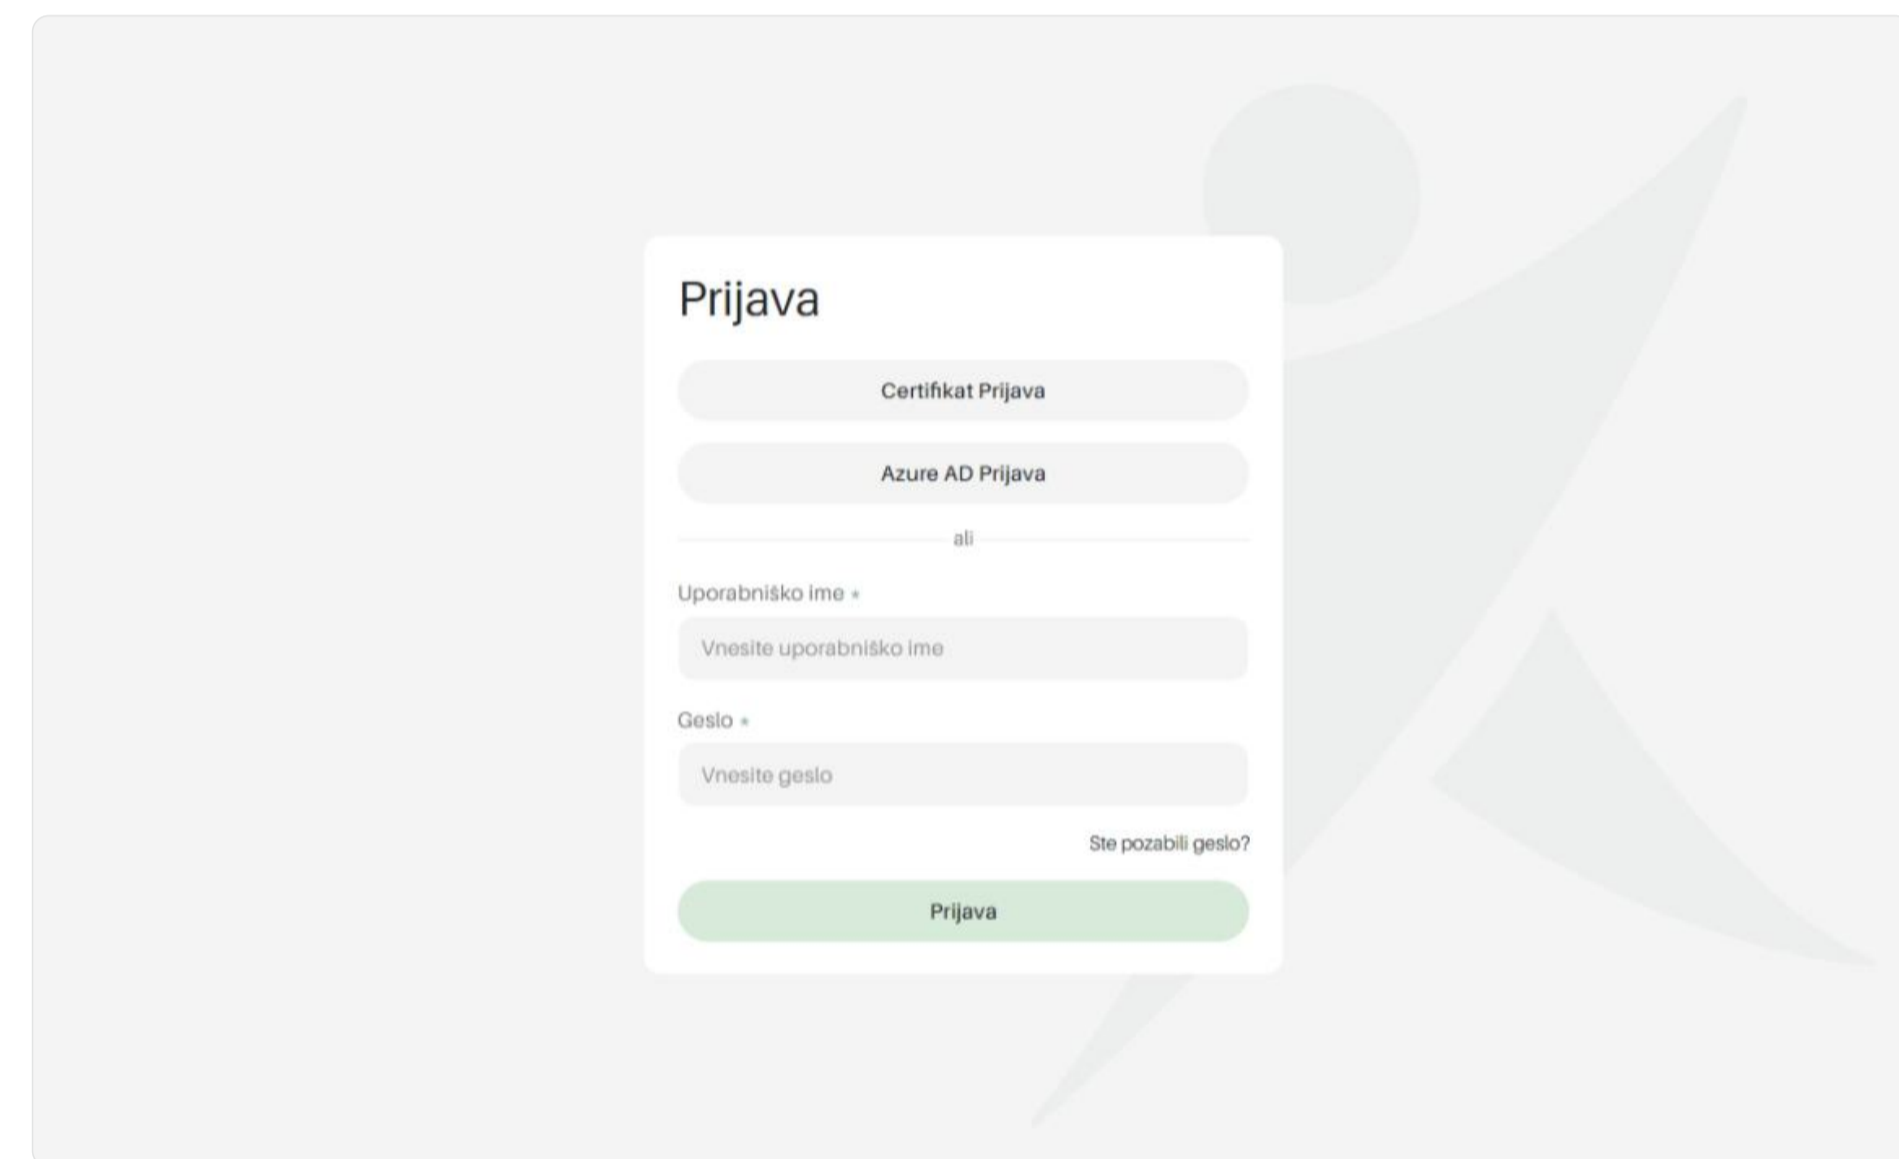 Prijava
Certifikat Prijava
Azure AD Prijava
ali
Uporabniško ime *
Vnesite uporabniško ime
Geslo *
Vnesite geslo
Ste pozabili geslo?
Prijava